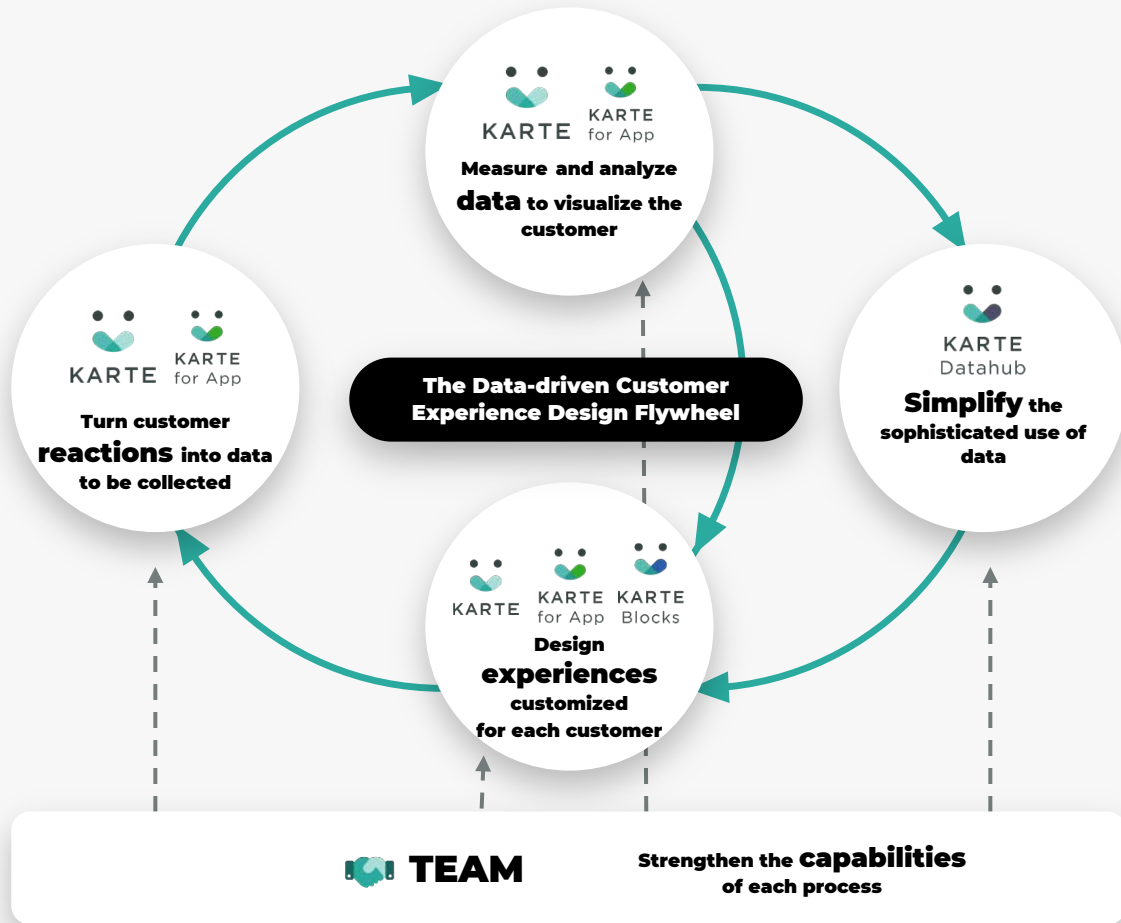 KARTE
KARTE
for App
Measure and analyze
data to visualize the
customer
KARTE
KARTE
for App
Turn customer
reactions into data
to be collected
The Data-driven Customer
Experience Design Flywheel
KARTE
Datahub
Simplify the
sophisticated use of
data
KARTE
KARTE
for App
KARTE
Blocks
Design
experiences
customized
for each customer
TEAM
Strengthen the capabilities
of each process